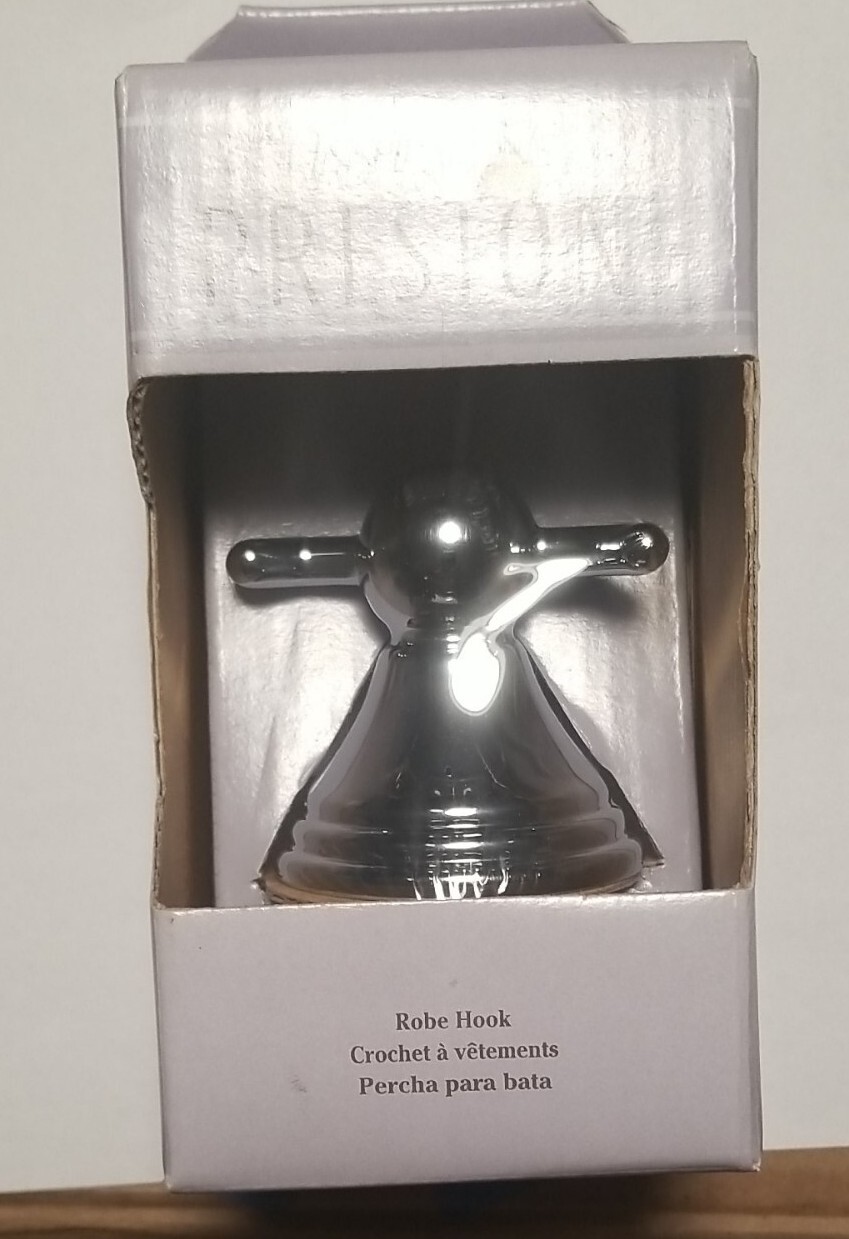 PRESTON
Robe Hook
Crochet à vêtements
Percha para bata